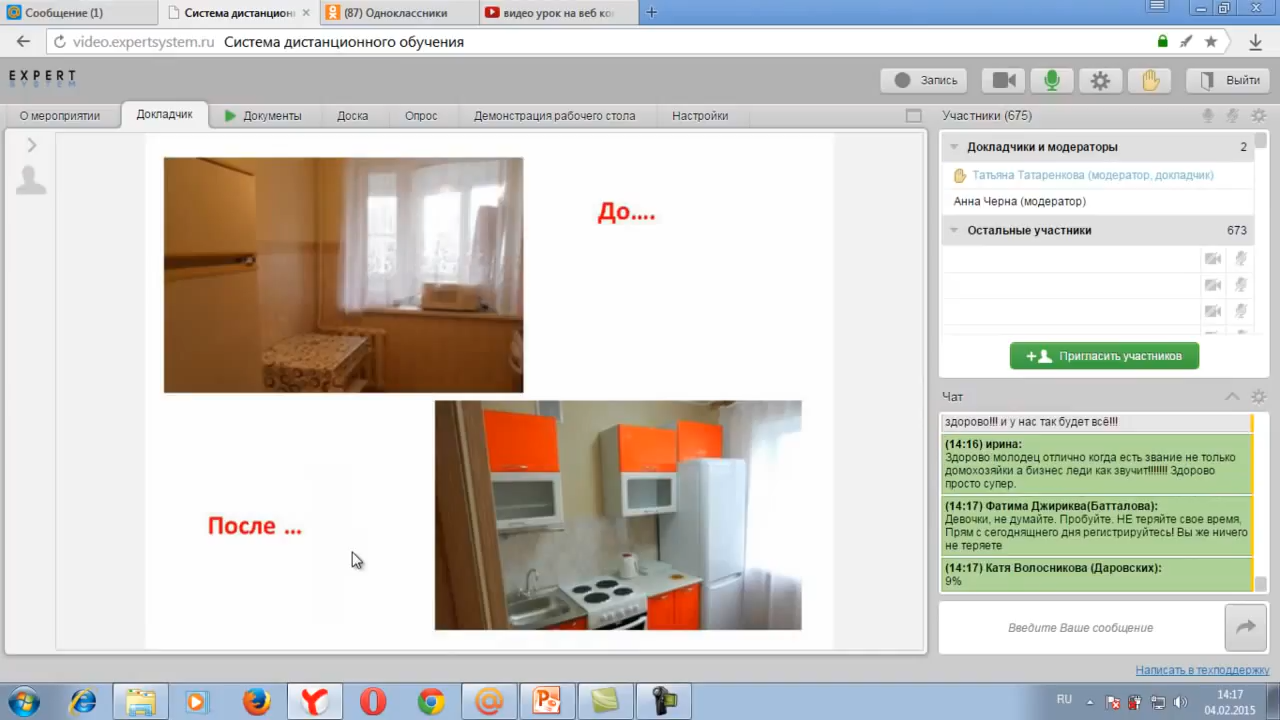 Сообщение (1)
Система дистанцион
(87) Одноклассники
видео урок на веб ко
video.expertsystem.ru Система дистанционного обучения
EXPERT
SYSTEM
Запись
Выйти
О мероприятии
Докладчик
Документы
Доска
Опрос
Демонстрация рабочего стола
Настройки
До....
После ...
Участники (675)
Докладчики и модераторы 2
Татьяна Татаренкова (модератор, докладчик)
Анна Черна (модератор)
Остальные участники 673
Пригласить участников
Чат
здорово!!! и у нас так будет всё!!!
(14:16) ирина:
Здорово молодец отлично когда есть звание не только
домохозяйки а бизнес леди как звучит!!!!!!! Здорово
просто супер.
(14:17) Фатима Джириква(Батталова):
Девочки, не думайте. Пробуйте. НЕ теряйте свое время,
Прям с сегоднящнего дня регистрируйтесь! Вы же ничего
не теряете
(14:17) Катя Волосникова (Даровских):
9%
Введите Ваше сообщение
Написать в техподдержку
RU
14:17
04.02.2015